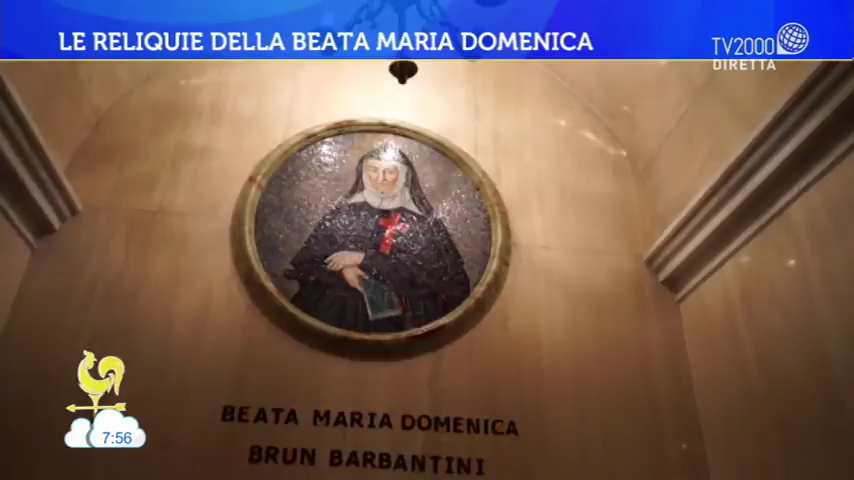 LE RELIQUIE DELLA BEATA MARIA DOMENICA
TV2000
DIRETTA
BEATA MARIA DOMENICA
BRUN BARBANTINI
7:56